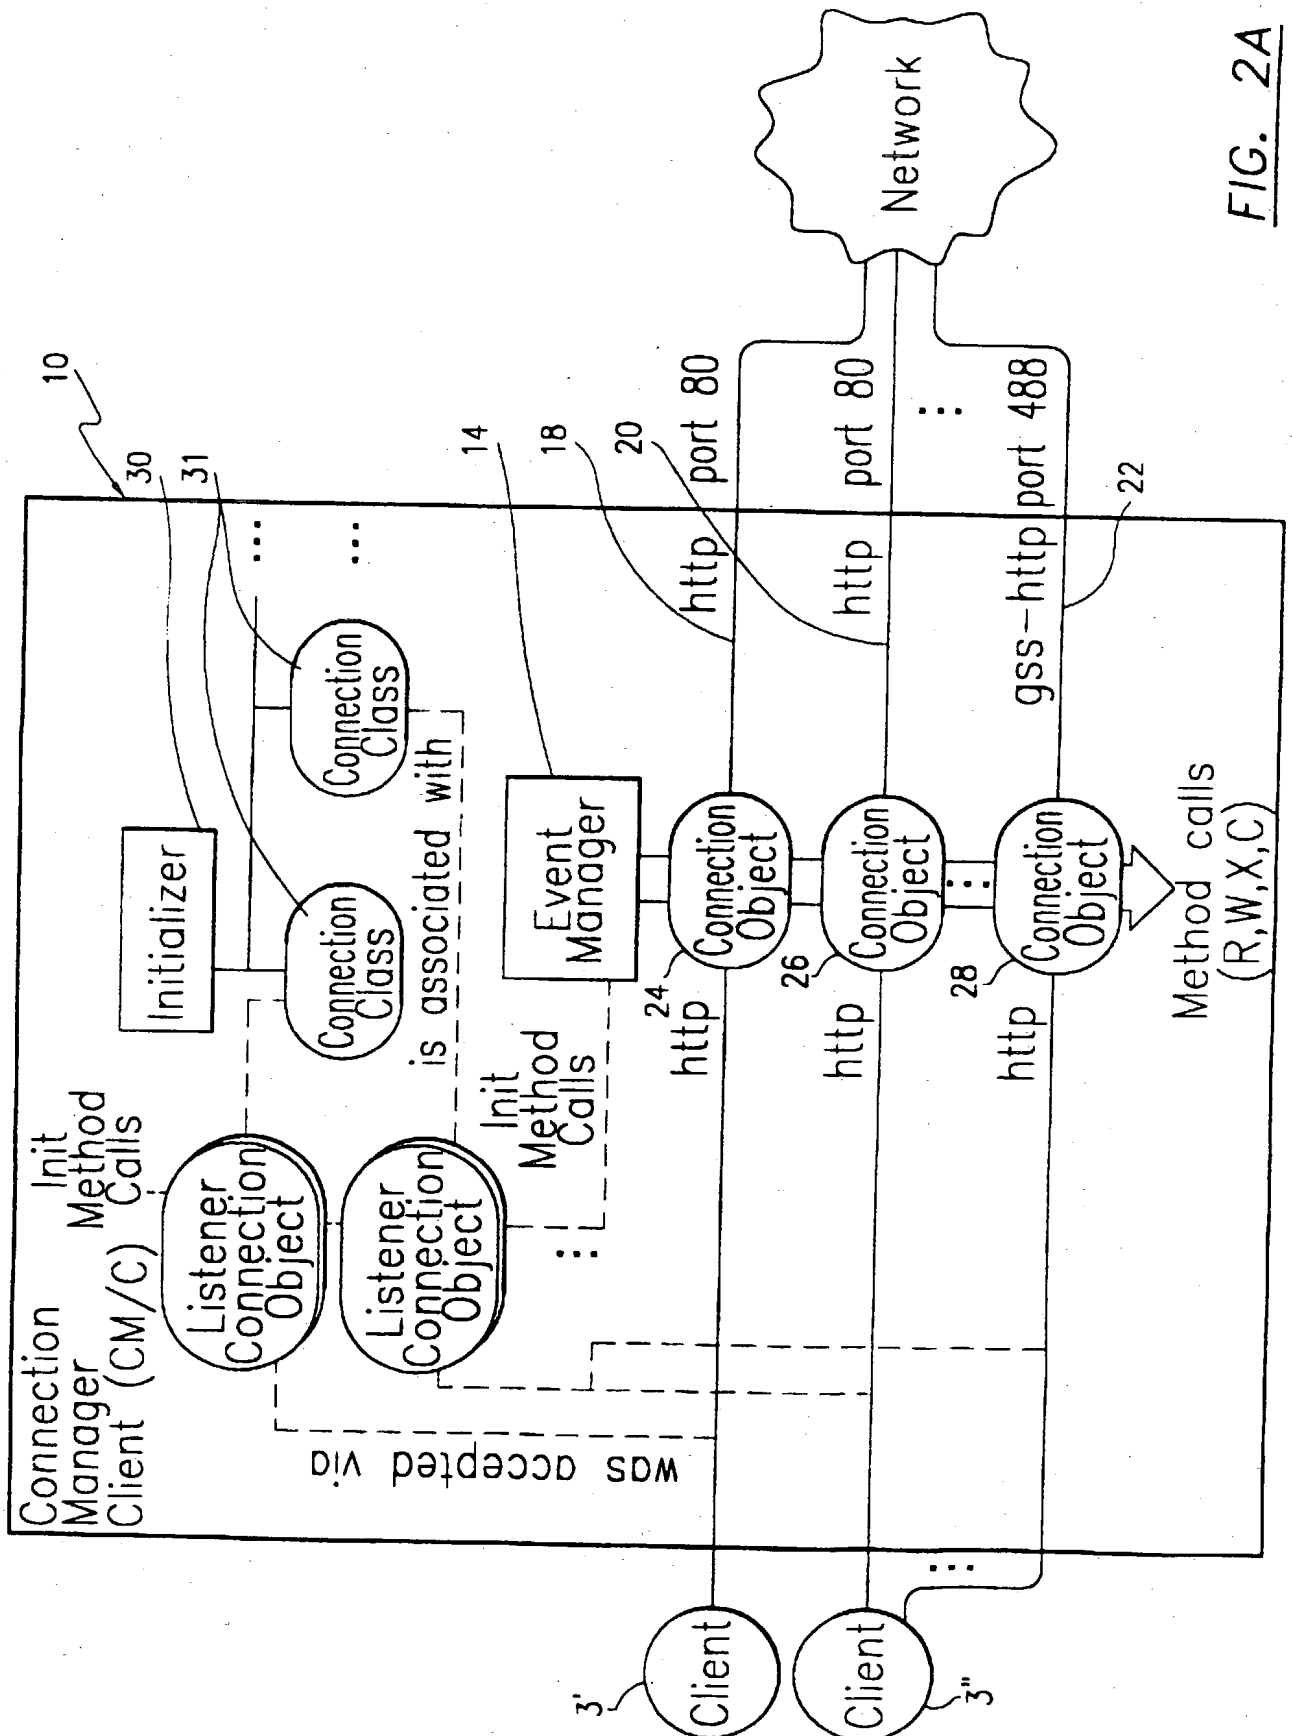 Connection
Manager
Client (CM/C)
Init
Method
Calls
Initializer
30
10
31
Listener
Connection
Object
Connection
Class
Connection
Class
...
...
Listener
Connection
Object
is associated with
...
Init
Method
Calls
Event
Manager
14
was accepted via
3'
Client
http
24
Connection
Object
http
port 80
18
Client
3"
http
26
Connection
Object
http
port 80
20
Network
...
http
28
...
Connection
Object
gss-http port 488
22
...
Method calls
(R,W,X,C)
FIG. 2A